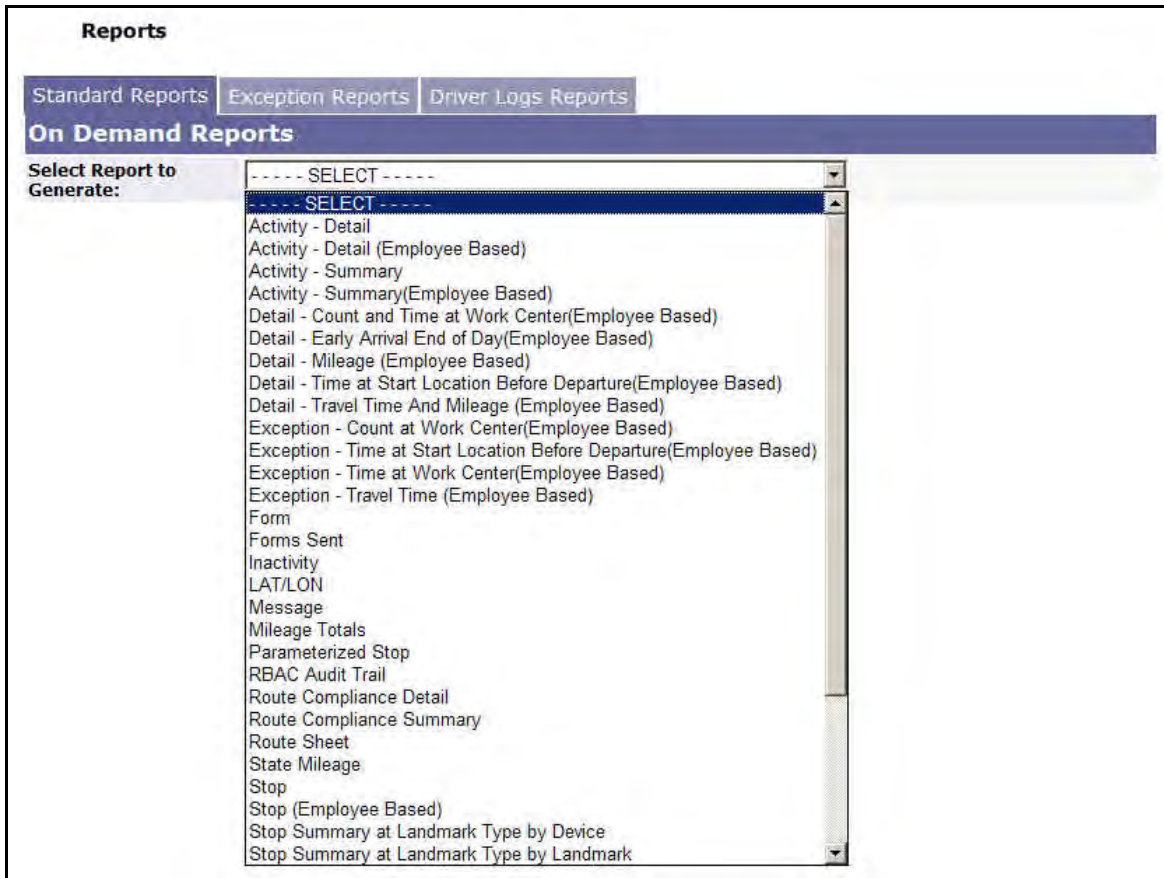 Reports
Standard Reports Exception Reports Driver Logs Reports
On Demand Reports
Select Report to
Generate:
- - - - - SELECT - - - - -
- - - - - SELECT - - - - -
Activity - Detail
Activity - Detail (Employee Based)
Activity - Summary
Activity - Summary(Employee Based)
Detail - Count and Time at Work Center(Employee Based)
Detail - Early Arrival End of Day(Employee Based)
Detail - Mileage (Employee Based)
Detail - Time at Start Location Before Departure(Employee Based)
Detail - Travel Time And Mileage (Employee Based)
Exception - Count at Work Center(Employee Based)
Exception - Time at Start Location Before Departure(Employee Based)
Exception - Time at Work Center(Employee Based)
Exception - Travel Time (Employee Based)
Form
Forms Sent
Inactivity
LAT/LON
Message
Mileage Totals
Parameterized Stop
RBAC Audit Trail
Route Compliance Detail
Route Compliance Summary
Route Sheet
State Mileage
Stop
Stop (Employee Based)
Stop Summary at Landmark Type by Device
Stop Summary at Landmark Type by Landmark